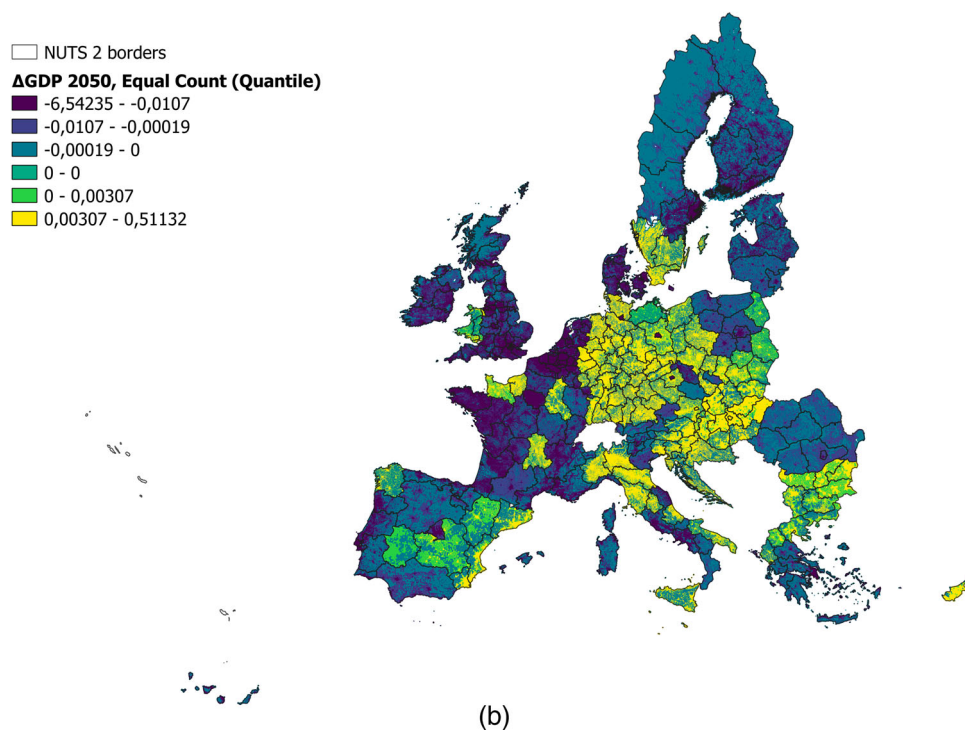 NUTS 2 borders
ΔGDP 2050, Equal Count (Quantile)
-6,54235 - -0,0107
-0,0107 - -0,00019
-0,00019 - 0
0 - 0
0 - 0,00307
0,00307 - 0,51132
(b)